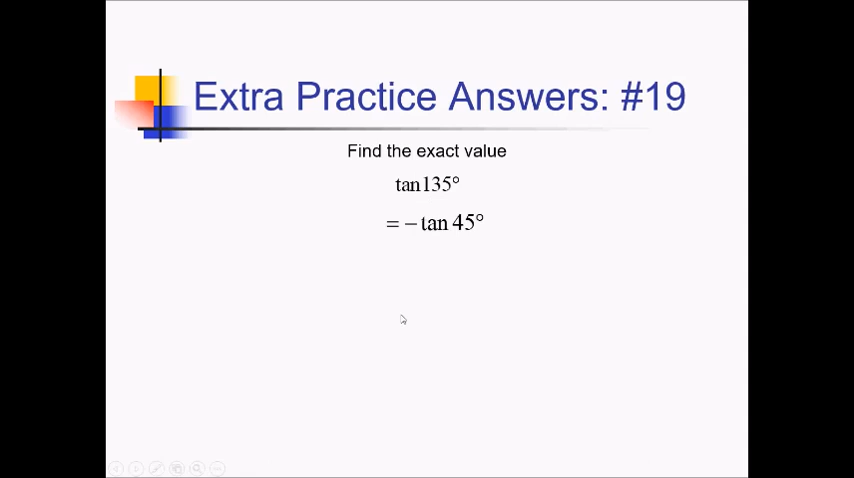 Extra Practice Answers: #19
Find the exact value
tan135°
= − tan 45°